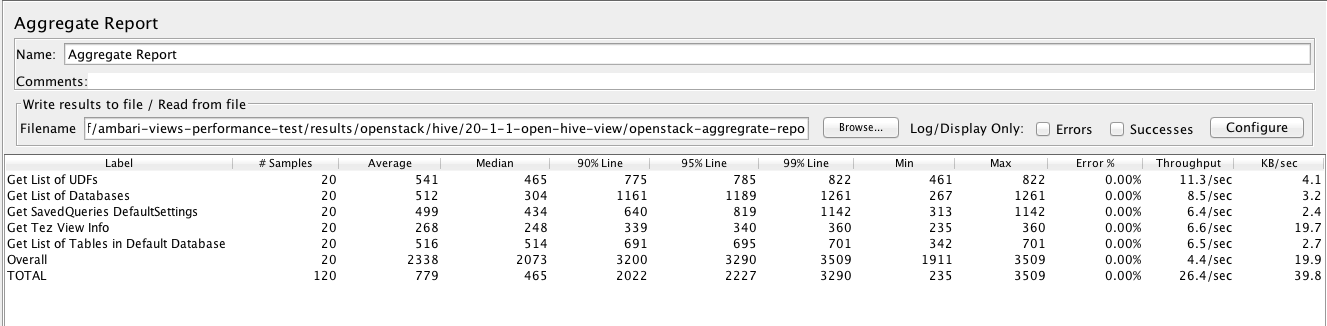 Aggregate Report
Name: Aggregate Report
Comments:
Write results to file / Read from file
Filename f/ambari-views-performance-test/results/openstack/hive/20-1-1-open-hive-view/openstack-aggregrate-repo Browse... Log/Display Only: Errors Successes Configure
Label # Samples Average Median 90% Line 95% Line 99% Line Min Max Error % Throughput KB/sec
Get List of UDFs 20 541 465 775 785 822 461 822 0.00% 11.3/sec 4.1
Get List of Databases 20 512 304 1161 1189 1261 267 1261 0.00% 8.5/sec 3.2
Get SavedQueries DefaultSettings 20 499 434 640 819 1142 313 1142 0.00% 6.4/sec 2.4
Get Tez View Info 20 268 248 339 340 360 235 360 0.00% 6.6/sec 19.7
Get List of Tables in Default Database 20 516 514 691 695 701 342 701 0.00% 6.5/sec 2.7
Overall 20 2338 2073 3200 3290 3509 1911 3509 0.00% 4.4/sec 19.9
TOTAL 120 779 465 2022 2227 3290 235 3509 0.00% 26.4/sec 39.8